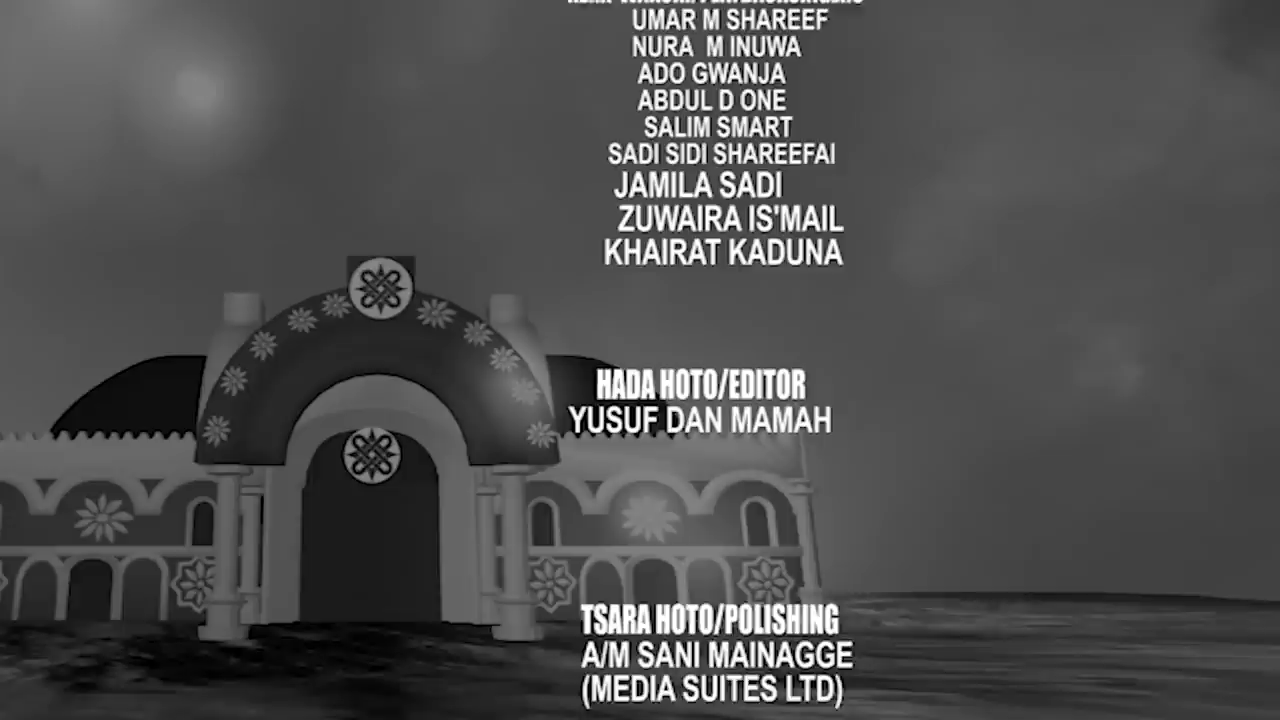 UMAR M SHAREEF
NURA M INUWA
ADO GWANJA
ABDUL D ONE
SALIM SMART
SADI SIDI SHAREEFAI
JAMILA SADI
ZUWAIRA IS'MAIL
KHAIRAT KADUNA
HADA HOTO/EDITOR
YUSUF DAN MAMAH
TSARA HOTO/POLISHING
A/M SANI MAINAGGE
(MEDIA SUITES LTD)